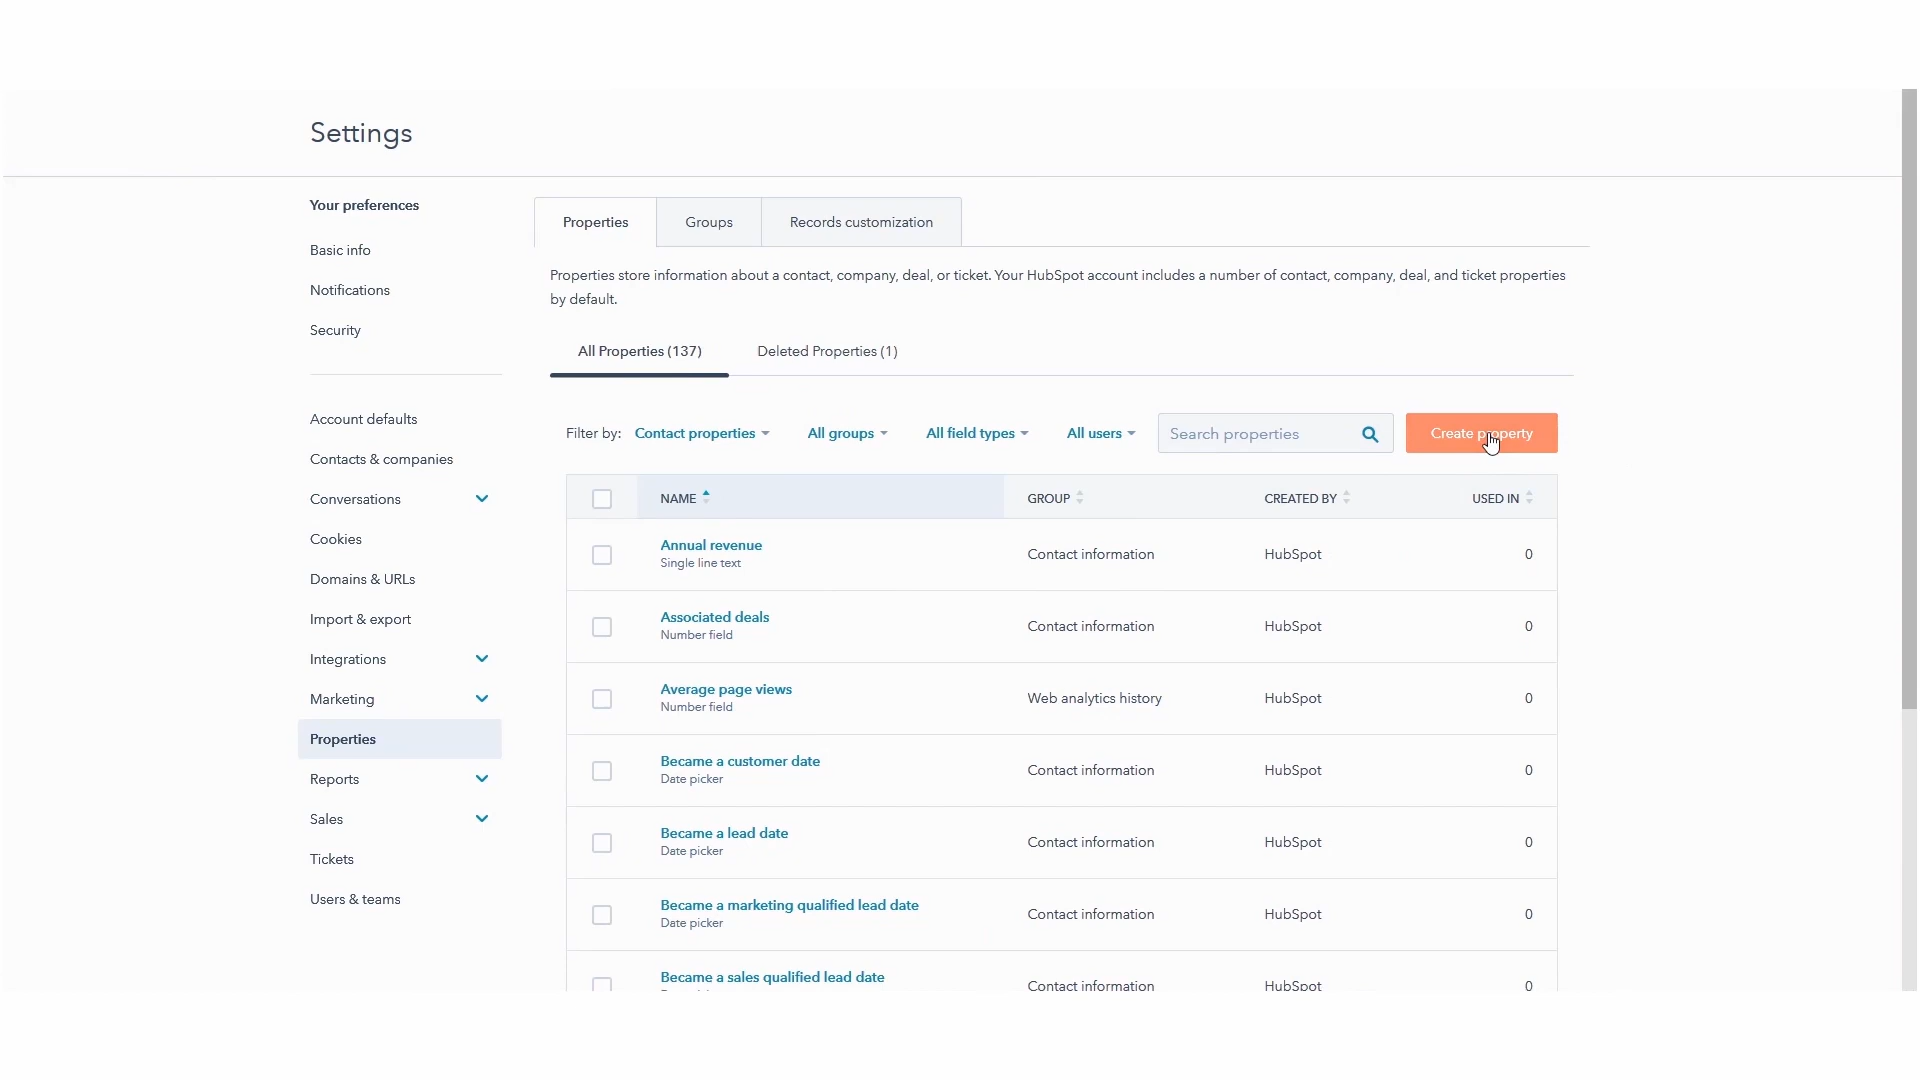 Settings
Your preferences
Basic info
Notifications
Security
Account defaults
Contacts & companies
Conversations
Cookies
Domains & URLs
Import & export
Integrations
Marketing
Properties
Reports
Sales
Tickets
Users & teams
Properties Groups Records customization
Properties store information about a contact, company, deal, or ticket. Your HubSpot account includes a number of contact, company, deal, and ticket properties
by default.
All Properties (137) Deleted Properties (1)
Filter by: Contact properties All groups All field types All users Search properties Create property
NAME GROUP CREATED BY USED IN
Annual revenue
Single line text
Contact information HubSpot 0
Associated deals
Number field
Contact information HubSpot 0
Average page views
Number field
Web analytics history HubSpot 0
Became a customer date
Date picker
Contact information HubSpot 0
Became a lead date
Date picker
Contact information HubSpot 0
Became a marketing qualified lead date
Date picker
Contact information HubSpot 0
Became a sales qualified lead date
Contact information HubSpot 0